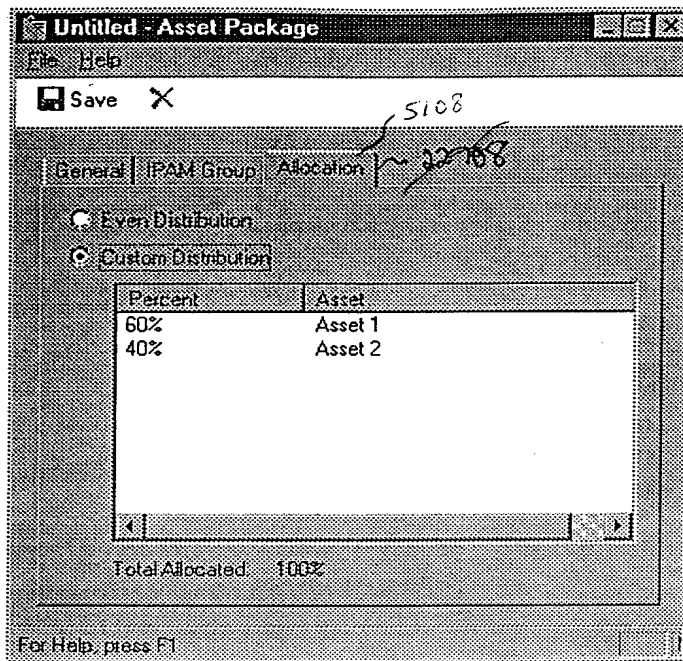 Untitled - Asset Package
File Help
Save
5108
General IPAM Group Allocation
Even Distribution
Custom Distribution
Percent Asset
60% Asset 1
40% Asset 2
Total Allocated: 100%
For Help, press F1